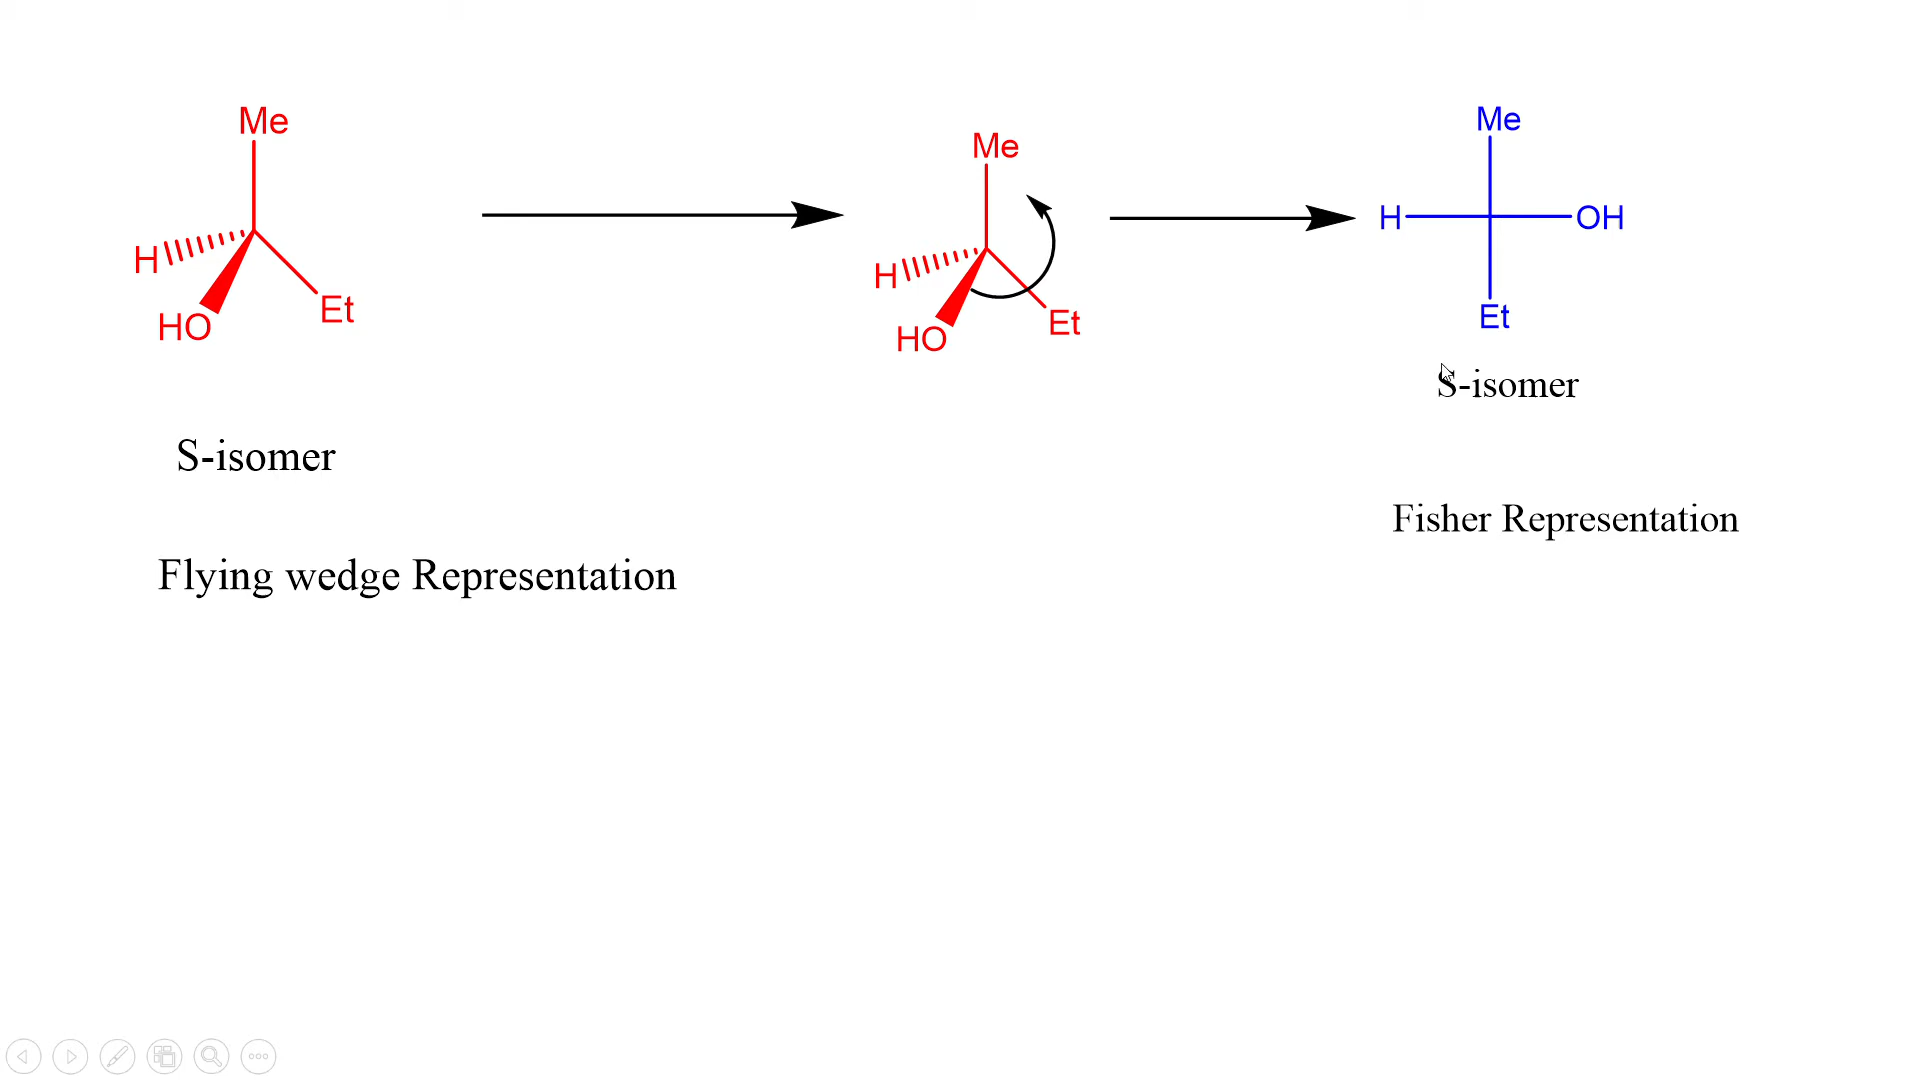 Me
H
HO
Et
Me
H
HO
Et
Me
H OH
Et
S-isomer
S-isomer
Fisher Representation
Flying wedge Representation